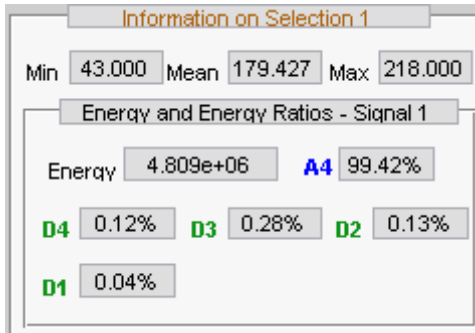 Information on Selection 1
Min 43.000 Mean 179.427 Max 218.000
Energy and Energy Ratios - Signal 1
Energy 4.809e+06 A4 99.42%
D4 0.12% D3 0.28% D2 0.13%
D1 0.04%